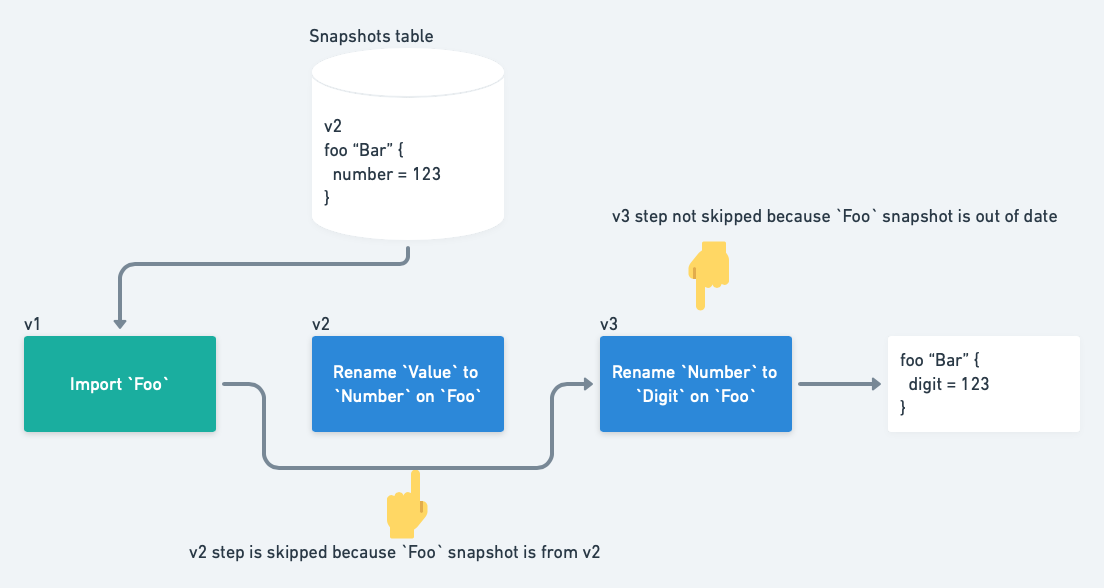 Snapshots table
v2
foo “Bar” {
  number = 123
}
v3 step not skipped because `Foo` snapshot is out of date
v1
Import `Foo`
v2
Rename `Value` to
`Number` on `Foo`
v3
Rename `Number` to
`Digit` on `Foo`
foo “Bar” {
  digit = 123
}
v2 step is skipped because `Foo` snapshot is from v2